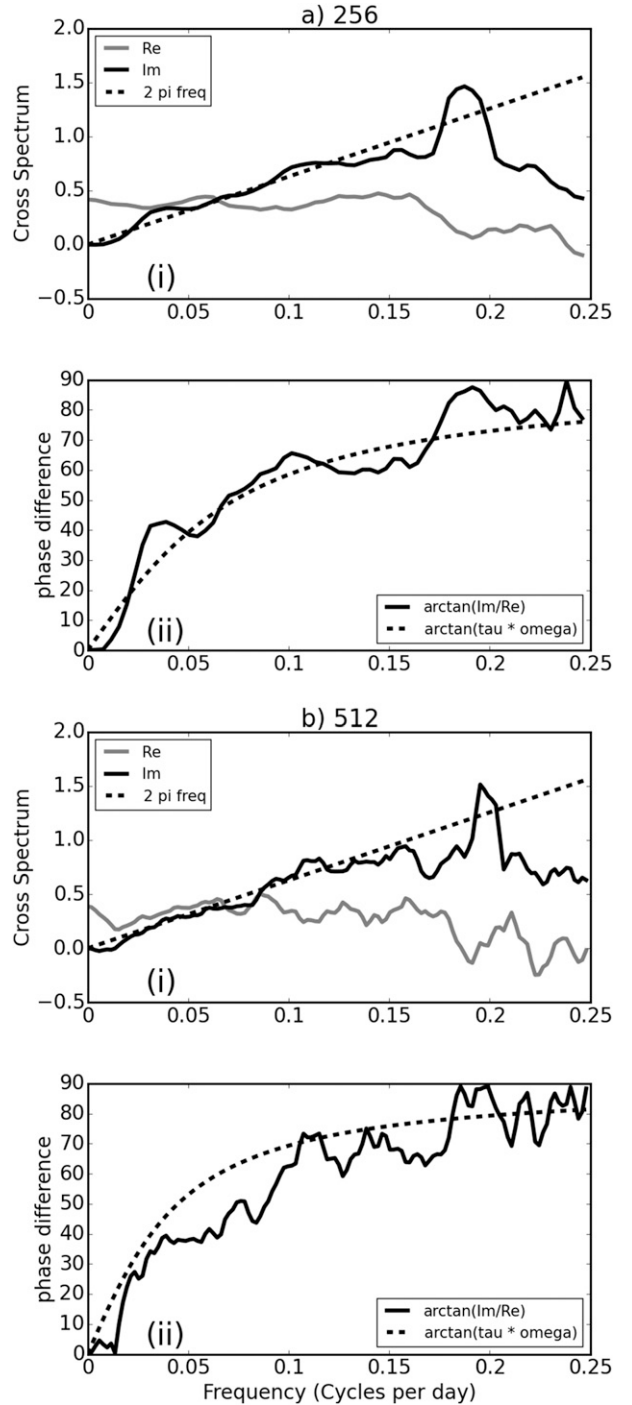 a) 256
2.0
1.5
1.0
0.5
0.0
−0.5
Cross Spectrum
Re
Im
2 pi freq
(i)
0 0.05 0.1 0.15 0.2 0.25
90
80
70
60
50
40
30
20
10
0
phase difference
(ii)
arctan(Im/Re)
arctan(tau * omega)
0 0.05 0.1 0.15 0.2 0.25
b) 512
2.0
1.5
1.0
0.5
0.0
−0.5
Cross Spectrum
Re
Im
2 pi freq
(i)
0 0.05 0.1 0.15 0.2 0.25
90
80
70
60
50
40
30
20
10
0
phase difference
(ii)
arctan(Im/Re)
arctan(tau * omega)
0 0.05 0.1 0.15 0.2 0.25
Frequency (Cycles per day)